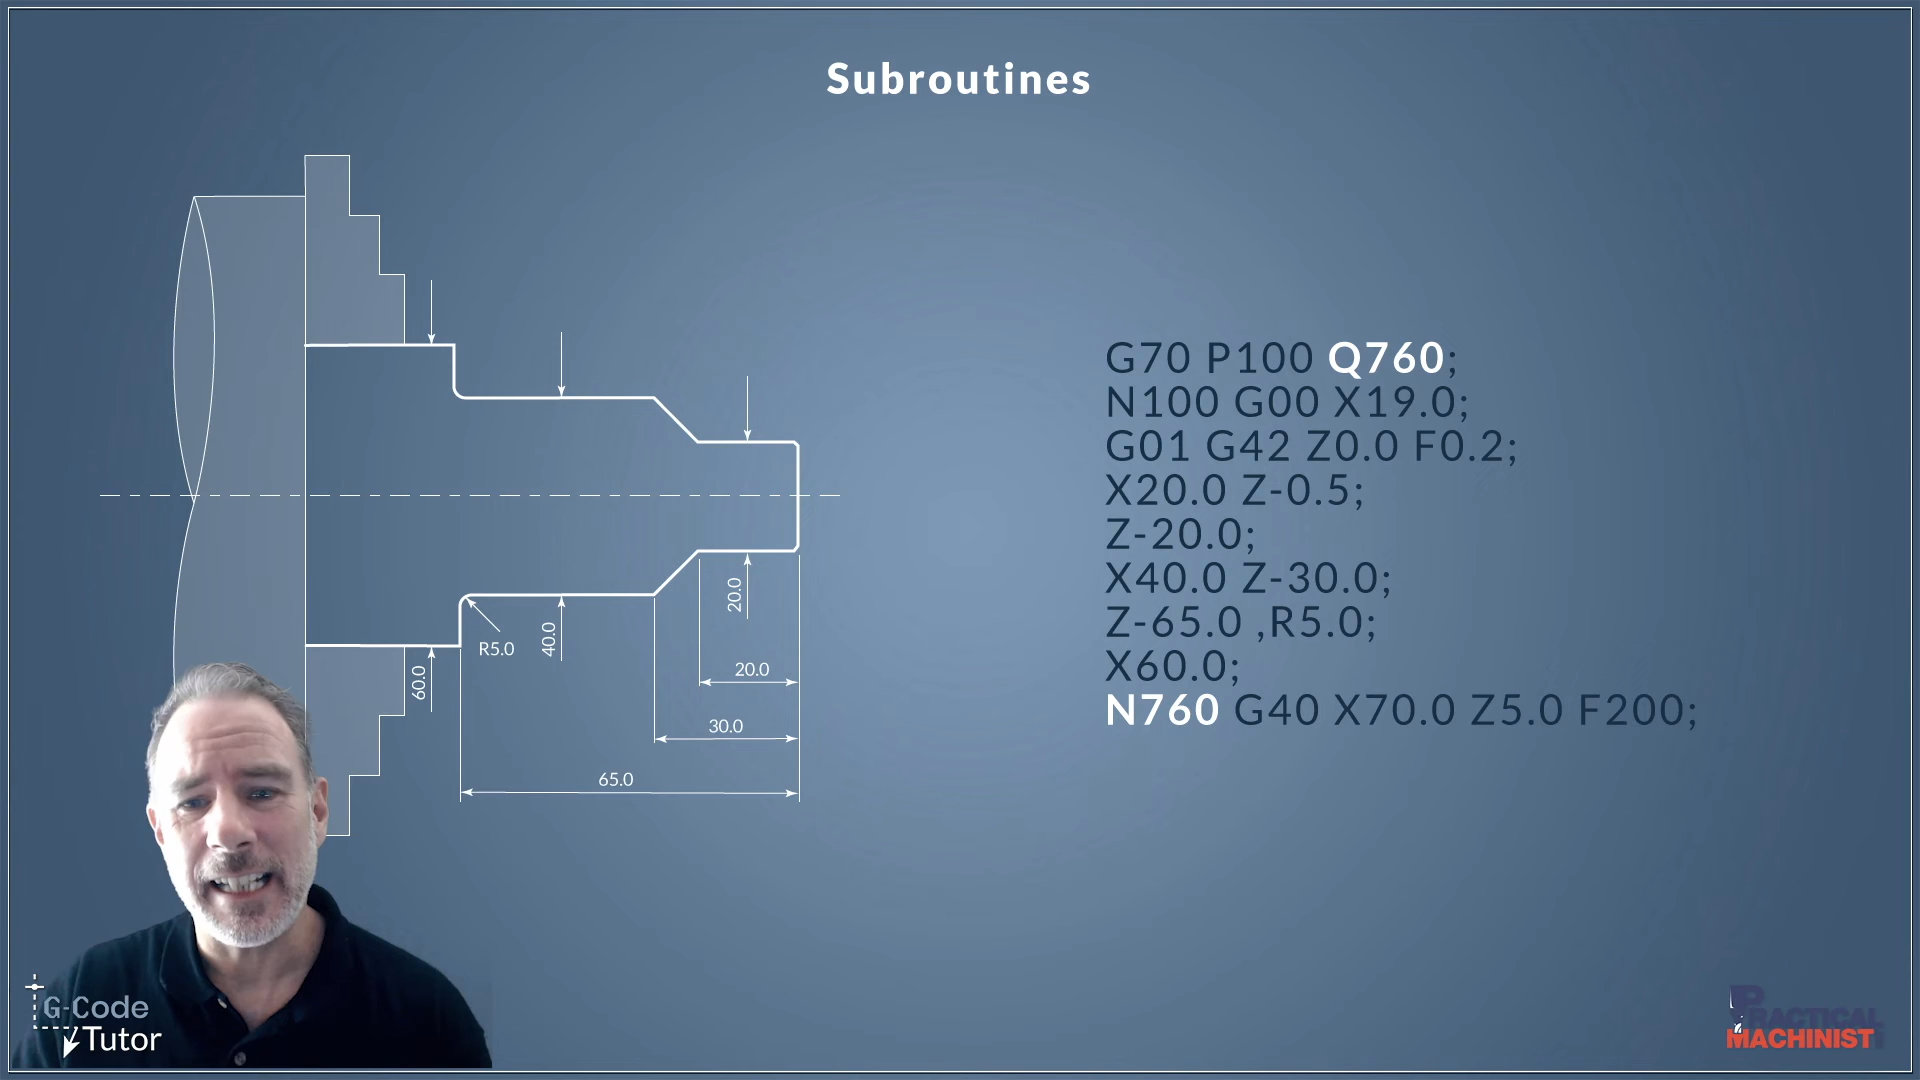 Subroutines
G70 P100 Q760;
N100 G00 X19.0;
G01 G42 Z0.0 F0.2;
X20.0 Z-0.5;
Z-20.0;
X40.0 Z-30.0;
Z-65.0 ,R5.0;
X60.0;
N760 G40 X70.0 Z5.0 F200;
20.0
R5.0
40.0
60.0
20.0
30.0
65.0
G-Code
Tutor
PRACTICAL
MACHINIST